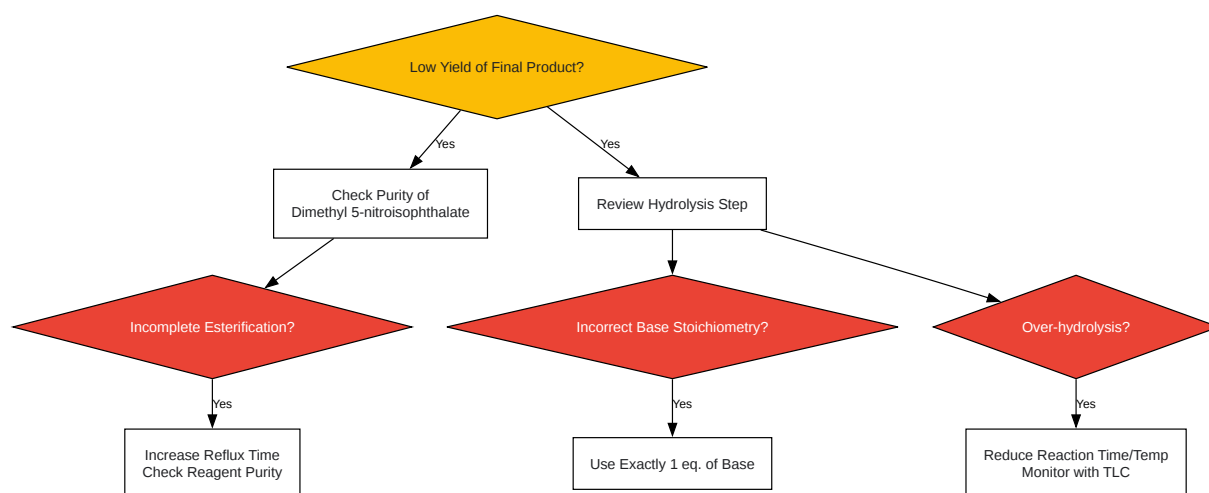 Low Yield of Final Product?
Yes
Yes
Check Purity of
Dimethyl 5-nitroisophthalate
Review Hydrolysis Step
Incomplete Esterification?
Incorrect Base Stoichiometry?
Over-hydrolysis?
Yes
Yes
Yes
Increase Reflux Time
Check Reagent Purity
Use Exactly 1 eq. of Base
Reduce Reaction Time/Temp
Monitor with TLC